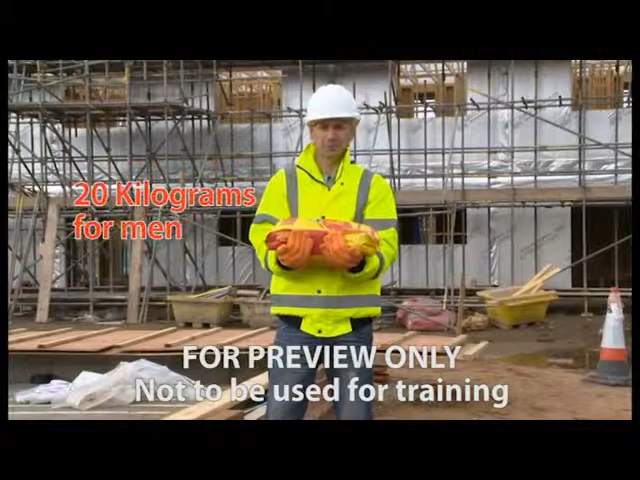 20 Kilograms
for men
FOR PREVIEW ONLY
Not to be used for training